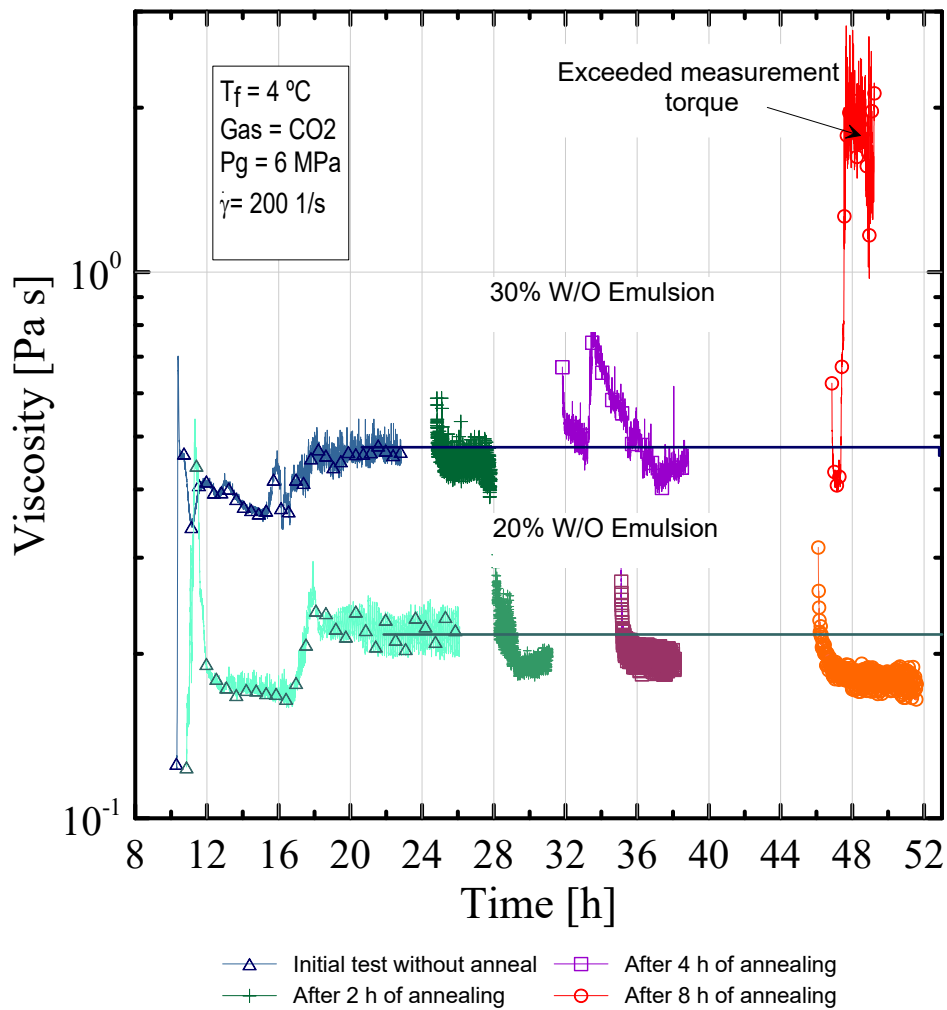 T_f = 4 ºC
Gas = CO2
Pg = 6 MPa
γ̇= 200 1/s
Exceeded measurement
torque
30% W/O Emulsion
20% W/O Emulsion
Viscosity [Pa s]
10⁰
10⁻¹
8 12 16 20 24 28 32 36 40 44 48 52
Time [h]
Initial test without anneal
After 4 h of annealing
After 2 h of annealing
After 8 h of annealing